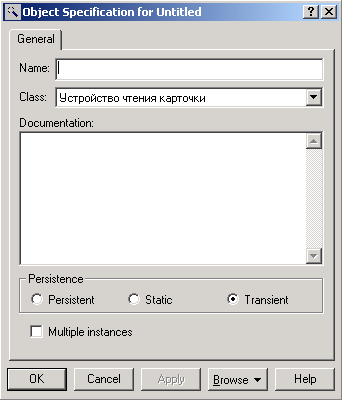 Object Specification for Untitled
General
Name:
Class: Устройство чтения карточки
Documentation:
Persistence
Persistent Static Transient
Multiple instances
OK Cancel Apply Browse Help